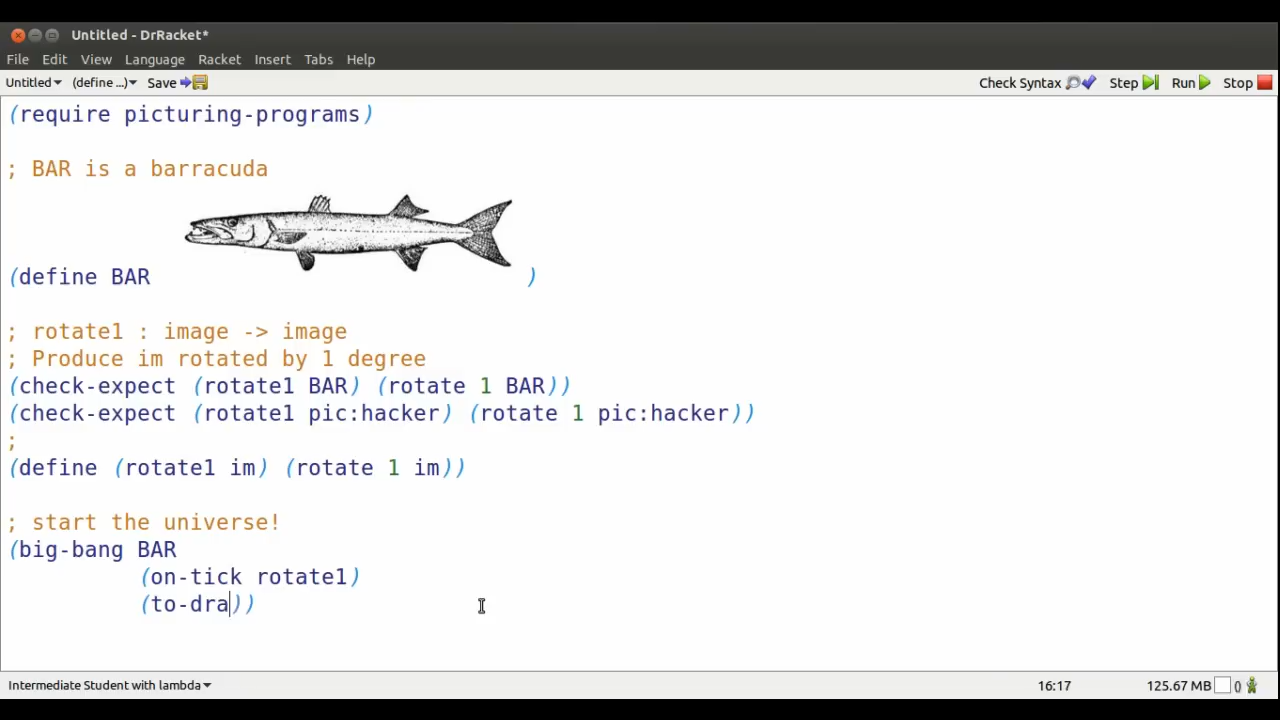 Untitled - DrRacket*
File Edit View Language Racket Insert Tabs Help
Untitled (define ...) Save Check Syntax Step Run Stop
(require picturing-programs)
; BAR is a barracuda
(define BAR )
; rotate1 : image -> image
; Produce im rotated by 1 degree
(check-expect (rotate1 BAR) (rotate 1 BAR))
(check-expect (rotate1 pic:hacker) (rotate 1 pic:hacker))
;
(define (rotate1 im) (rotate 1 im))
; start the universe!
(big-bang BAR
(on-tick rotate1)
(to-dra))
Intermediate Student with lambda 16:17 125.67 MB ()